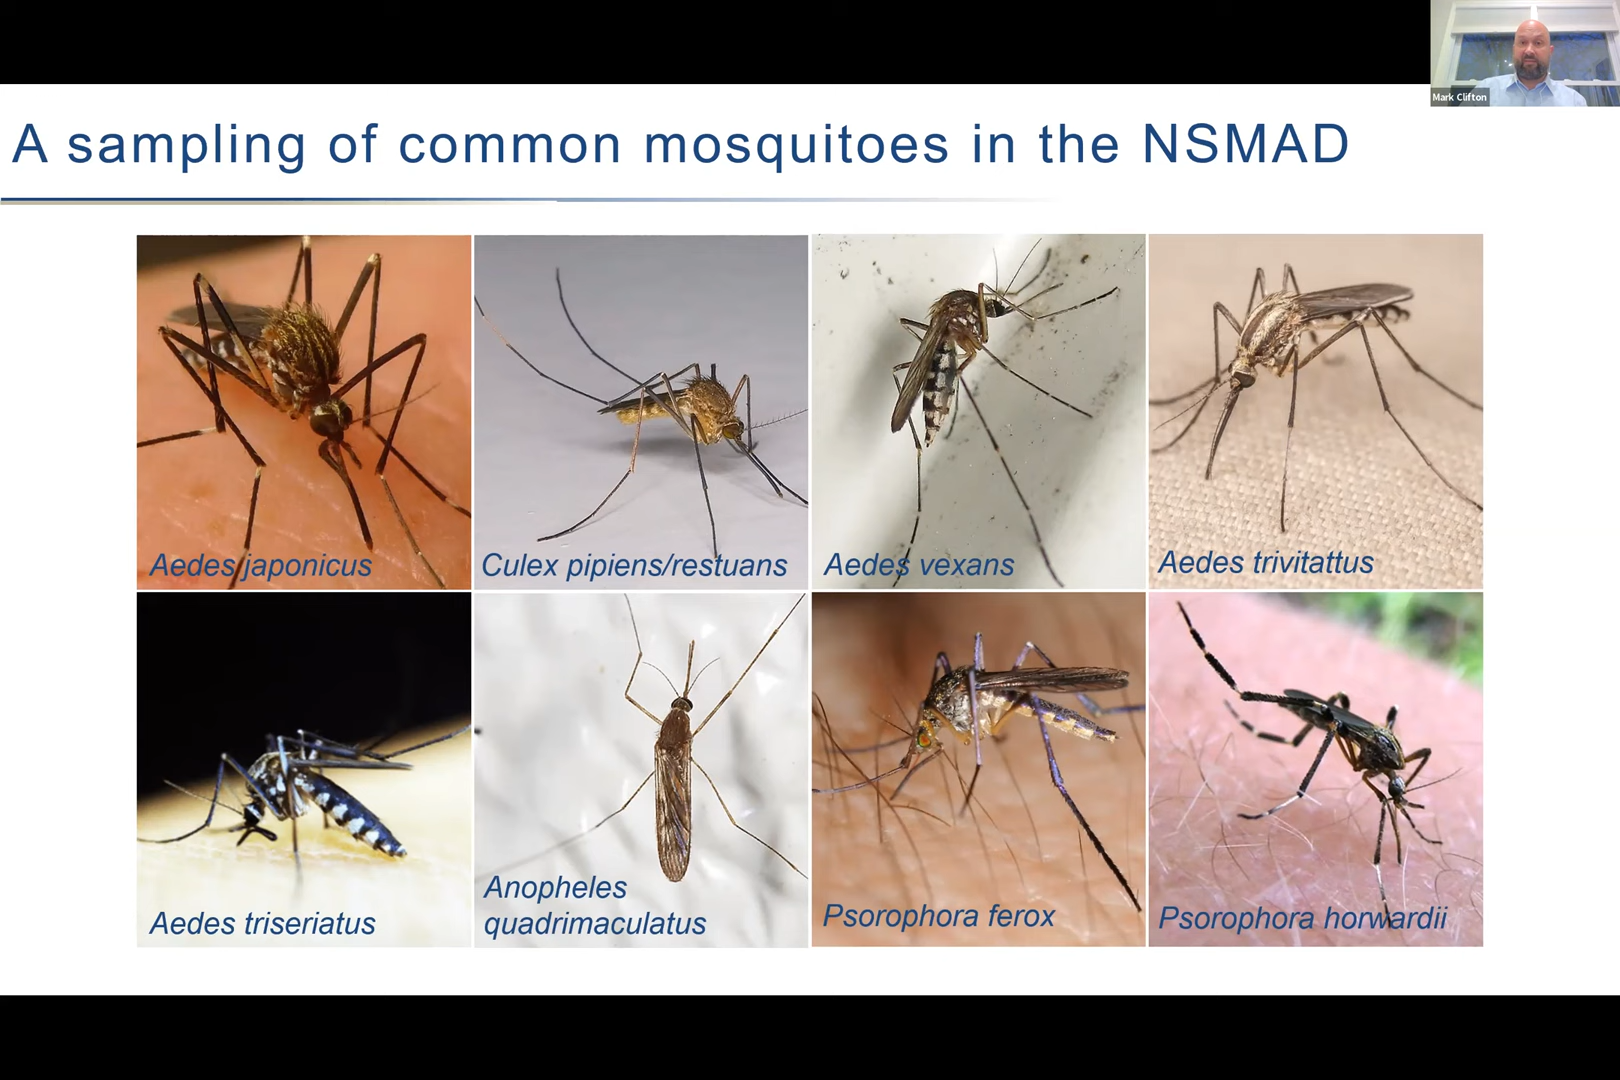 Mark Clifton
A sampling of common mosquitoes in the NSMAD
Aedes japonicus
Culex pipiens/restuans
Aedes vexans
Aedes trivitattus
Aedes triseriatus
Anopheles
quadrimaculatus
Psorophora ferox
Psorophora horwardii